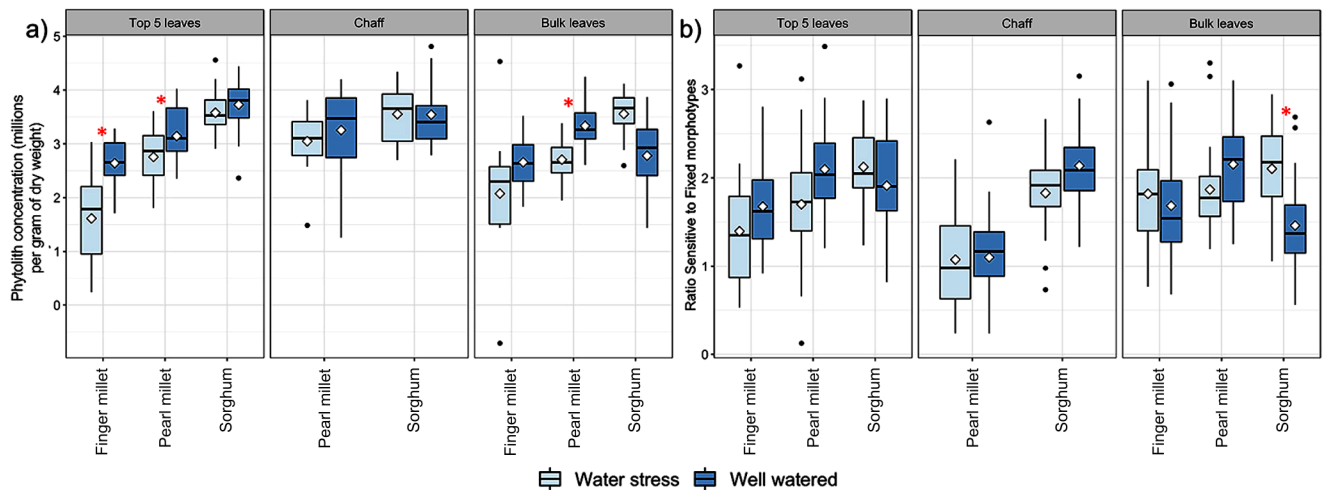 a)
Top 5 leaves
Chaff
Bulk leaves
Phytolith concentration (millions
per gram of dry weight)
5
4
3
2
1
0
*
*
*
Finger millet
Pearl millet
Sorghum
Pearl millet
Sorghum
Finger millet
Pearl millet
Sorghum
b)
Top 5 leaves
Chaff
Bulk leaves
Ratio Sensitive to Fixed morphotypes
3
2
1
0
*
Finger millet
Pearl millet
Sorghum
Pearl millet
Sorghum
Finger millet
Pearl millet
Sorghum
Water stress
Well watered